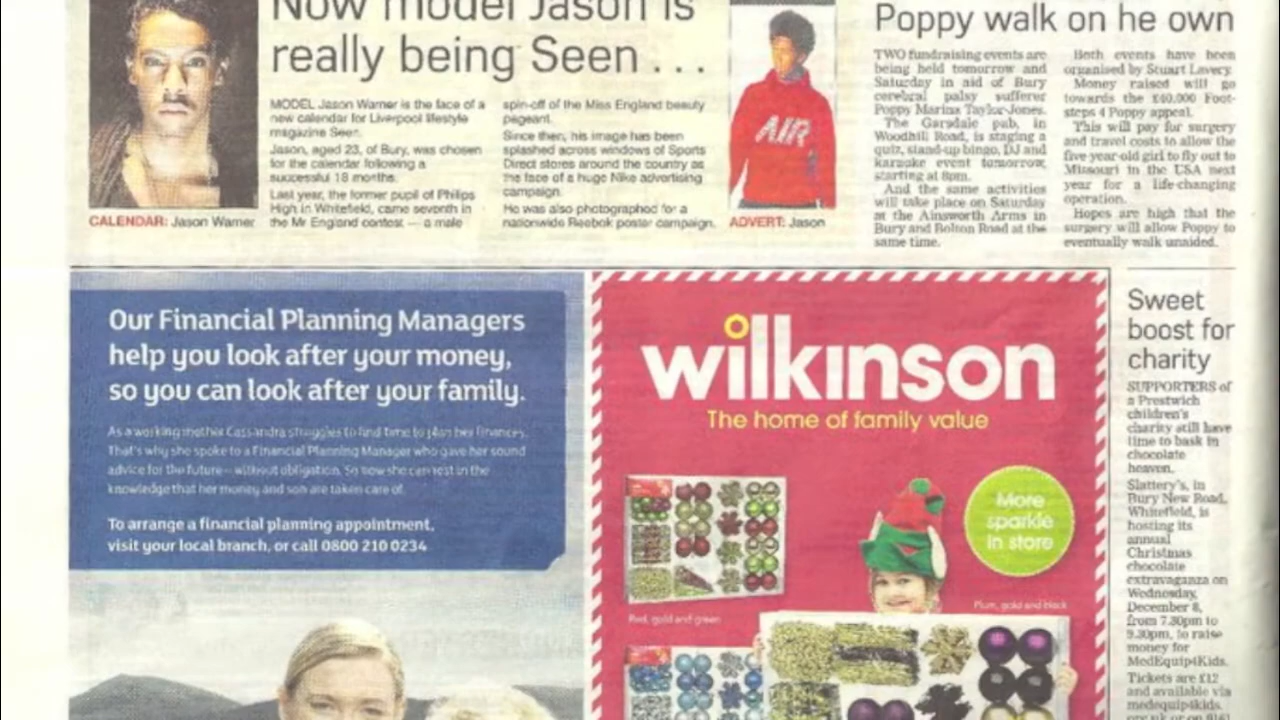 Now model Jason is
really being Seen . . .
MODEL Jason Warner is the face of a
new calendar for Liverpool lifestyle
magazine Seen.
Jason, aged 23, of Bury, was chosen
for the calendar following a
successful 18 months.
Last year, the former pupil of Philips
High in Whitefield, came seventh in
the Mr England contest — a male
spin-off of the Miss England beauty
pageant.
Since then, his image has been
splashed across windows of Sports
Direct stores around the country as
the face of a huge Nike advertising
campaign.
He was also photographed for a
nationwide Reebok poster campaign.
CALENDAR: Jason Warner
AIR
ADVERT: Jason
Poppy walk on he own
TWO fundraising events are
being held tomorrow and
Saturday in aid of Bury
cerebral palsy sufferer
Poppy Marina Taylor-Jones.
The Garsdale pub, in
Woodhill Road, is staging a
quiz, stand-up bingo, DJ and
karaoke event tomorrow,
starting at 8pm.
And the same activities
will take place on Saturday
at the Ainsworth Arms in
Bury and Bolton Road at the
same time.
Both events have been
organised by Stuart Lavery.
Money raised will go
towards the £40,000 Foot-
steps 4 Poppy appeal.
This will pay for surgery
and travel costs to allow the
five-year-old girl to fly out to
Missouri in the USA next
year for a life-changing
operation.
Hopes are high that the
surgery will allow Poppy to
eventually walk unaided.
Our Financial Planning Managers
help you look after your money,
so you can look after your family.
As a working mother Cassandra struggles to find time to plan her finances.
That's why she spoke to a Financial Planning Manager who gave her sound
advice for the future – without obligation. So now she can rest in the
knowledge that her money and son are taken care of.
To arrange a financial planning appointment,
visit your local branch, or call 0800 210 0234
wilkinson
The home of family value
More
sparkle
in store
Red, gold and green
Plum, gold and black
Sweet
boost for
charity
SUPPORTERS of
a Prestwich
children's
charity still have
time to bask in
chocolate
heaven.
Slattery's, in
Bury New Road,
Whitefield, is
hosting its
annual
Christmas
chocolate
extravaganza on
Wednesday,
December 8,
from 7.30pm to
9.30pm, to raise
money for
MedEquip4Kids.
Tickets are £12
and available via
medequip4kids.